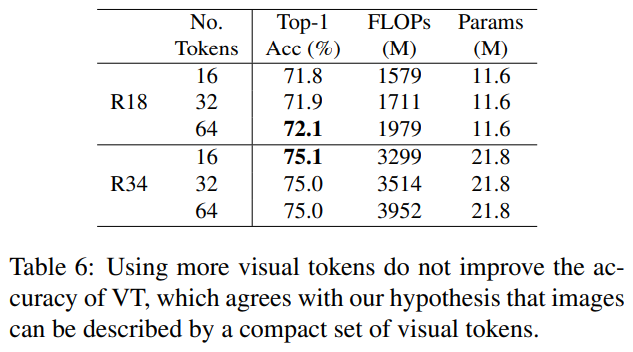 No. Top-1 FLOPs Params
Tokens Acc (%) (M) (M)
16 71.8 1579 11.6
R18 32 71.9 1711 11.6
64 72.1 1979 11.6
16 75.1 3299 21.8
R34 32 75.0 3514 21.8
64 75.0 3952 21.8
Table 6: Using more visual tokens do not improve the ac-
curacy of VT, which agrees with our hypothesis that images
can be described by a compact set of visual tokens.